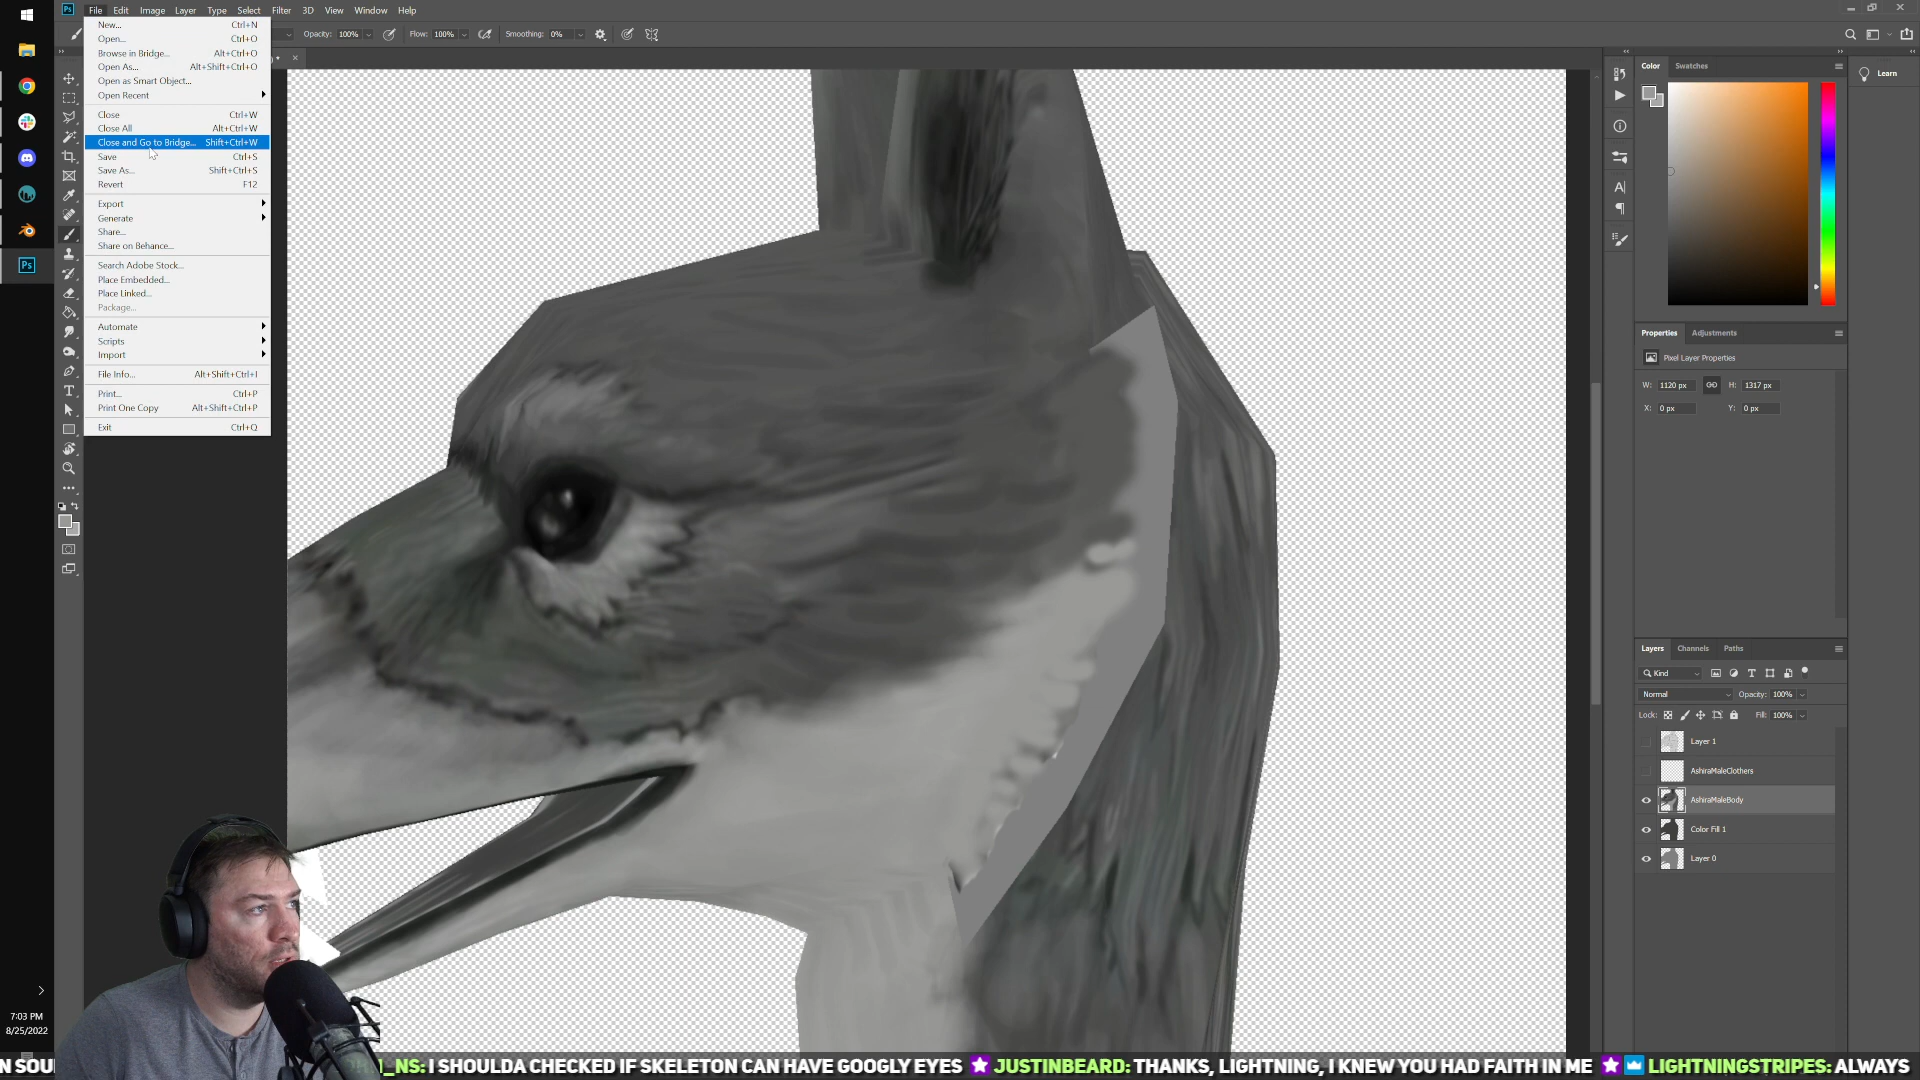 File Edit Image Layer Type Select Filter 3D View Window Help
Opacity: 100% Flow: 100% Smoothing: 0%
New... Ctrl+N
Open... Ctrl+O
Browse in Bridge... Alt+Ctrl+O
Open As... Alt+Shift+Ctrl+O
Open as Smart Object...
Open Recent
Close Ctrl+W
Close All Alt+Ctrl+W
Close and Go to Bridge... Shift+Ctrl+W
Save Ctrl+S
Save As... Shift+Ctrl+S
Revert F12
Export
Generate
Share...
Share on Behance...
Search Adobe Stock...
Place Embedded...
Place Linked...
Package...
Automate
Scripts
Import
File Info... Alt+Shift+Ctrl+I
Print... Ctrl+P
Print One Copy Alt+Shift+Ctrl+P
Exit Ctrl+Q
Color Swatches
Learn
Properties Adjustments
Pixel Layer Properties
W: 1120 px H: 1317 px
X: 0 px Y: 0 px
Layers Channels Paths
Kind
Normal Opacity: 100%
Lock: Fill: 100%
Layer 1
AshiraMaleClothers
AshiraMaleBody
Color Fill 1
Layer 0
Ps
Ps
7:03 PM
8/25/2022
N SOU _NS: I SHOULDA CHECKED IF SKELETON CAN HAVE GOOGLY EYES JUSTINBEARD: THANKS, LIGHTNING, I KNEW YOU HAD FAITH IN ME LIGHTNINGSTRIPES: ALWAYS